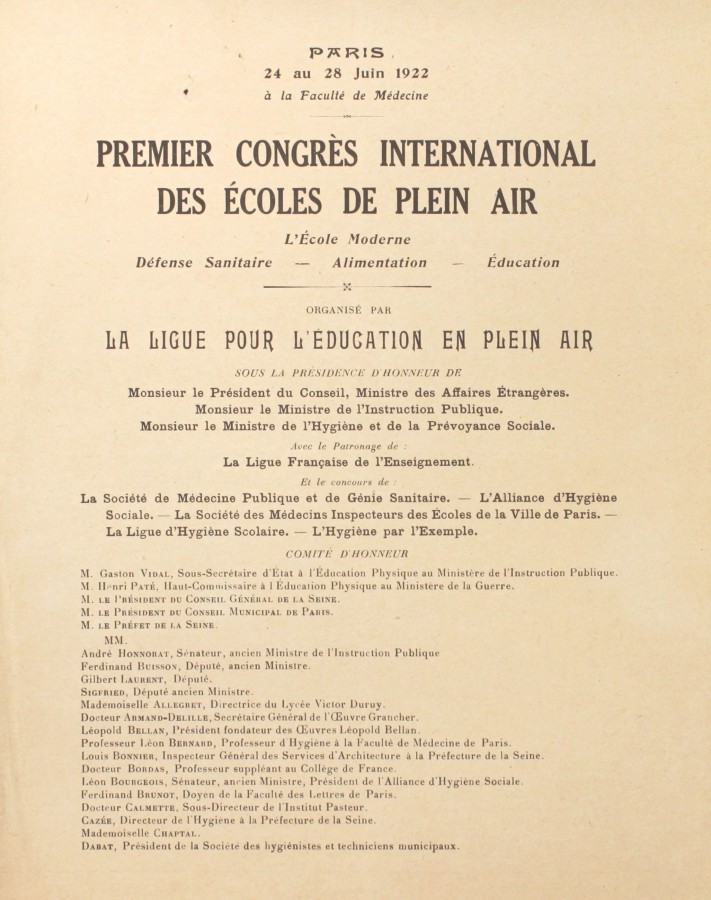 PARIS
24 au 28 Juin 1922
à la Faculté de Médecine
PREMIER CONGRÈS INTERNATIONAL
DES ÉCOLES DE PLEIN AIR
L'École Moderne
Défense Sanitaire — Alimentation — Éducation
ORGANISÉ PAR
LA LIGUE POUR L'ÉDUCATION EN PLEIN AIR
SOUS LA PRÉSIDENCE D'HONNEUR DE
Monsieur le Président du Conseil, Ministre des Affaires Étrangères.
Monsieur le Ministre de l'Instruction Publique.
Monsieur le Ministre de l'Hygiène et de la Prévoyance Sociale.
Avec le Patronage de :
La Ligue Française de l'Enseignement.
Et le concours de :
La Société de Médecine Publique et de Génie Sanitaire. — L'Alliance d'Hygiène
Sociale. — La Société des Médecins Inspecteurs des Écoles de la Ville de Paris. —
La Ligue d'Hygiène Scolaire. — L'Hygiène par l'Exemple.
COMITÉ D'HONNEUR
M. Gaston VIDAL, Sous-Secrétaire d'État à l'Éducation Physique au Ministère de l'Instruction Publique.
M. Henri PATÉ, Haut-Commissaire à l'Éducation Physique au Ministère de la Guerre.
M. LE PRÉSIDENT DU CONSEIL GÉNÉRAL DE LA SEINE.
M. LE PRÉSIDENT DU CONSEIL MUNICIPAL DE PARIS.
M. LE PRÉFET DE LA SEINE.
MM.
André HONNORAT, Sénateur, ancien Ministre de l'Instruction Publique
Ferdinand BUISSON, Député, ancien Ministre.
Gilbert LAURENT, Député.
SIGFRIED, Député ancien Ministre.
Mademoiselle ALLEGRET, Directrice du Lycée Victor Duruy.
Docteur ARMAND-DELILLE, Secrétaire Général de l'Œuvre Grancher.
Léopold BELLAN, Président fondateur des Œuvres Léopold Bellan.
Professeur Léon BERNARD, Professeur d'Hygiène à la Faculté de Médecine de Paris.
Louis BONNIER, Inspecteur Général des Services d'Architecture à la Préfecture de la Seine.
Docteur BORDAS, Professeur suppléant au Collège de France.
Léon BOURGEOIS, Sénateur, ancien Ministre, Président de l'Alliance d'Hygiène Sociale.
Ferdinand BRUNOT, Doyen de la Faculté des Lettres de Paris.
Docteur CALMETTE, Sous-Directeur de l'Institut Pasteur.
CAZÉE, Directeur de l'Hygiène à la Préfecture de la Seine.
Mademoiselle CHAPTAL.
DABAT, Président de la Société des hygiénistes et techniciens municipaux.